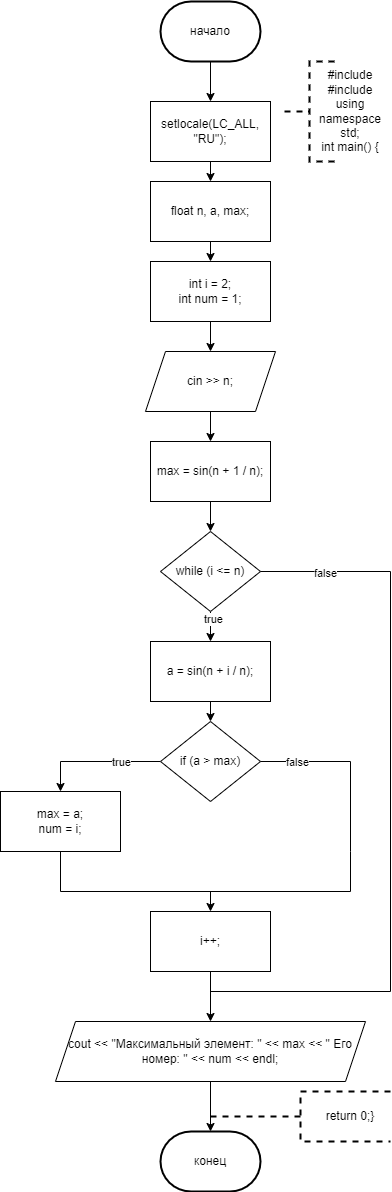 начало
setlocale(LC_ALL,
"RU");
#include
#include
using
namespace
std;
int main() {
float n, a, max;
int i = 2;
int num = 1;
cin >> n;
max = sin(n + 1 / n);
while (i <= n)
false
true
a = sin(n + i / n);
if (a > max)
true
false
max = a;
num = i;
i++;
cout << "Максимальный элемент: " << max << " Его
номер: " << num << endl;
return 0;}
конец